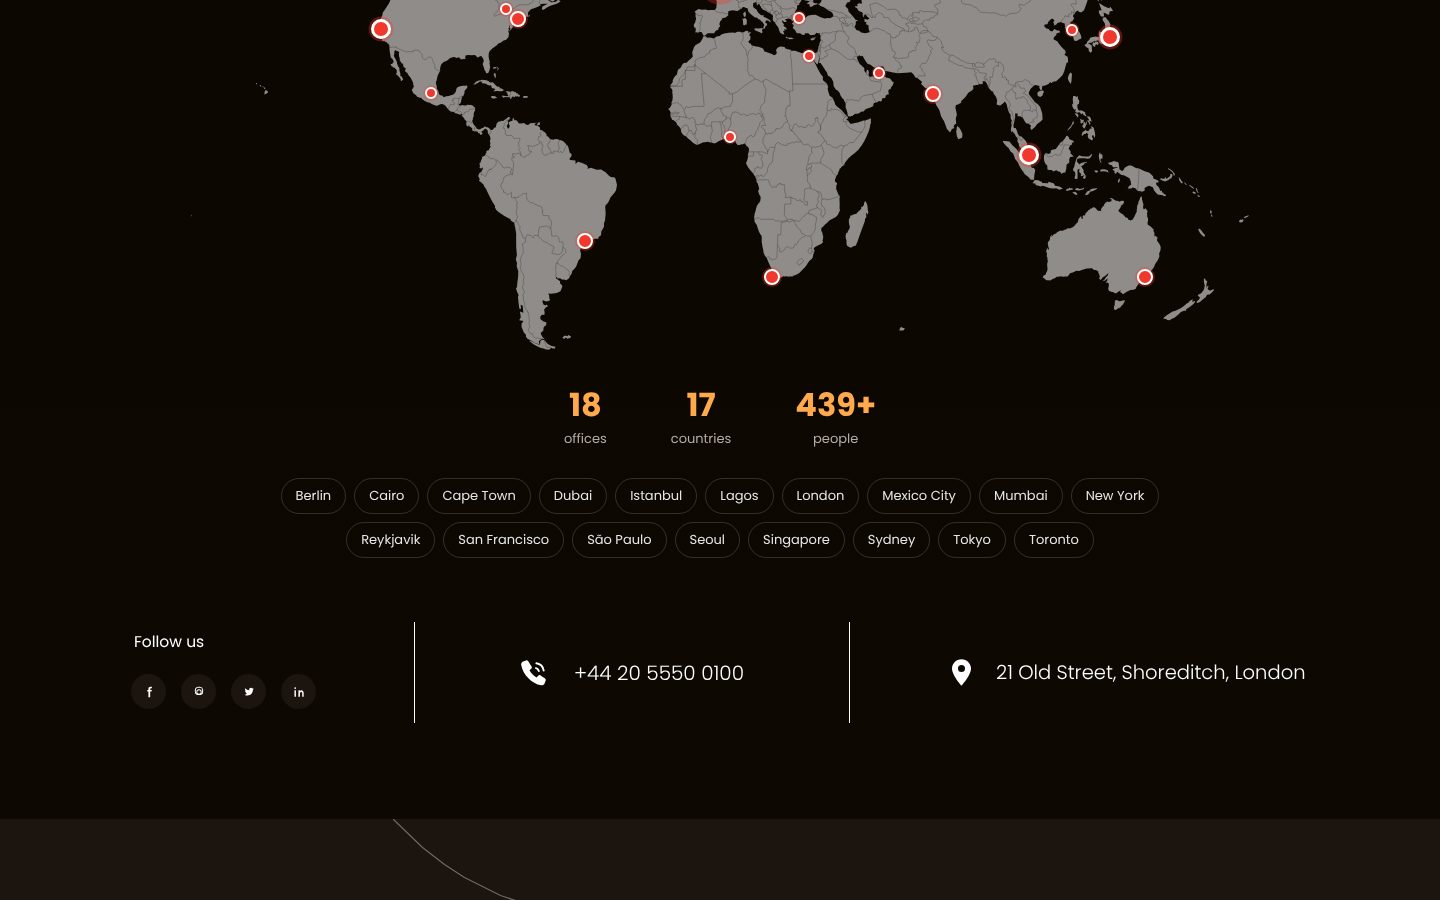 18 17 439+
offices countries people
Berlin Cairo Cape Town Dubai Istanbul Lagos London Mexico City Mumbai New York
Reykjavik San Francisco São Paulo Seoul Singapore Sydney Tokyo Toronto
Follow us
+44 20 5550 0100
21 Old Street, Shoreditch, London